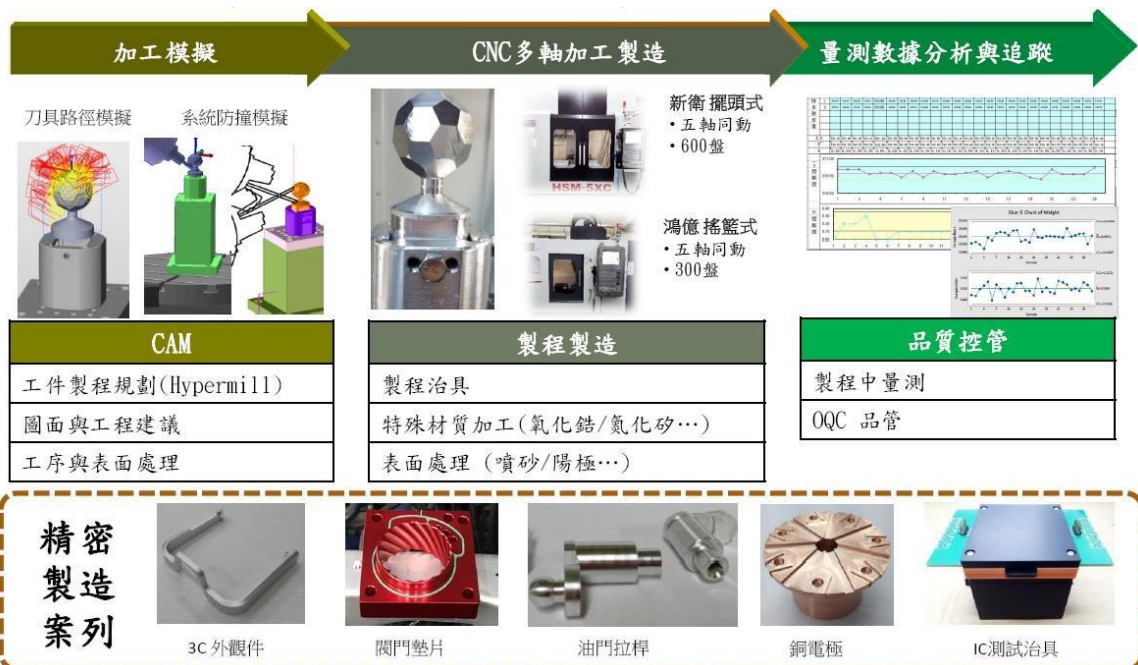 加工模擬
CNC多軸加工製造
量測數據分析與追蹤
刀具路徑模擬
系統防撞模擬
新衛 擺頭式
• 五軸同動
• 600盤
HSM-5XC
鴻億 搖籃式
• 五軸同動
• 300盤
Xbar-S Chart of Weight
CAM
工件製程規劃(Hypermill)
圖面與工程建議
工序與表面處理
製程製造
製程治具
特殊材質加工(氧化鋯/氮化矽…)
表面處理 (噴砂/陽極…)
品質控管
製程中量測
OQC 品管
精密
製造
案列
3C 外觀件
閥門墊片
油門拉桿
銅電極
IC測試治具